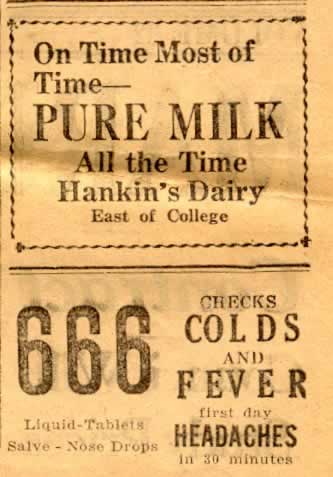 On Time Most of
Time—
PURE MILK
All the Time
Hankin's Dairy
East of College
666
Liquid-Tablets
Salve - Nose Drops
CHECKS
COLDS
AND
FEVER
first day
HEADACHES
in 30 minutes